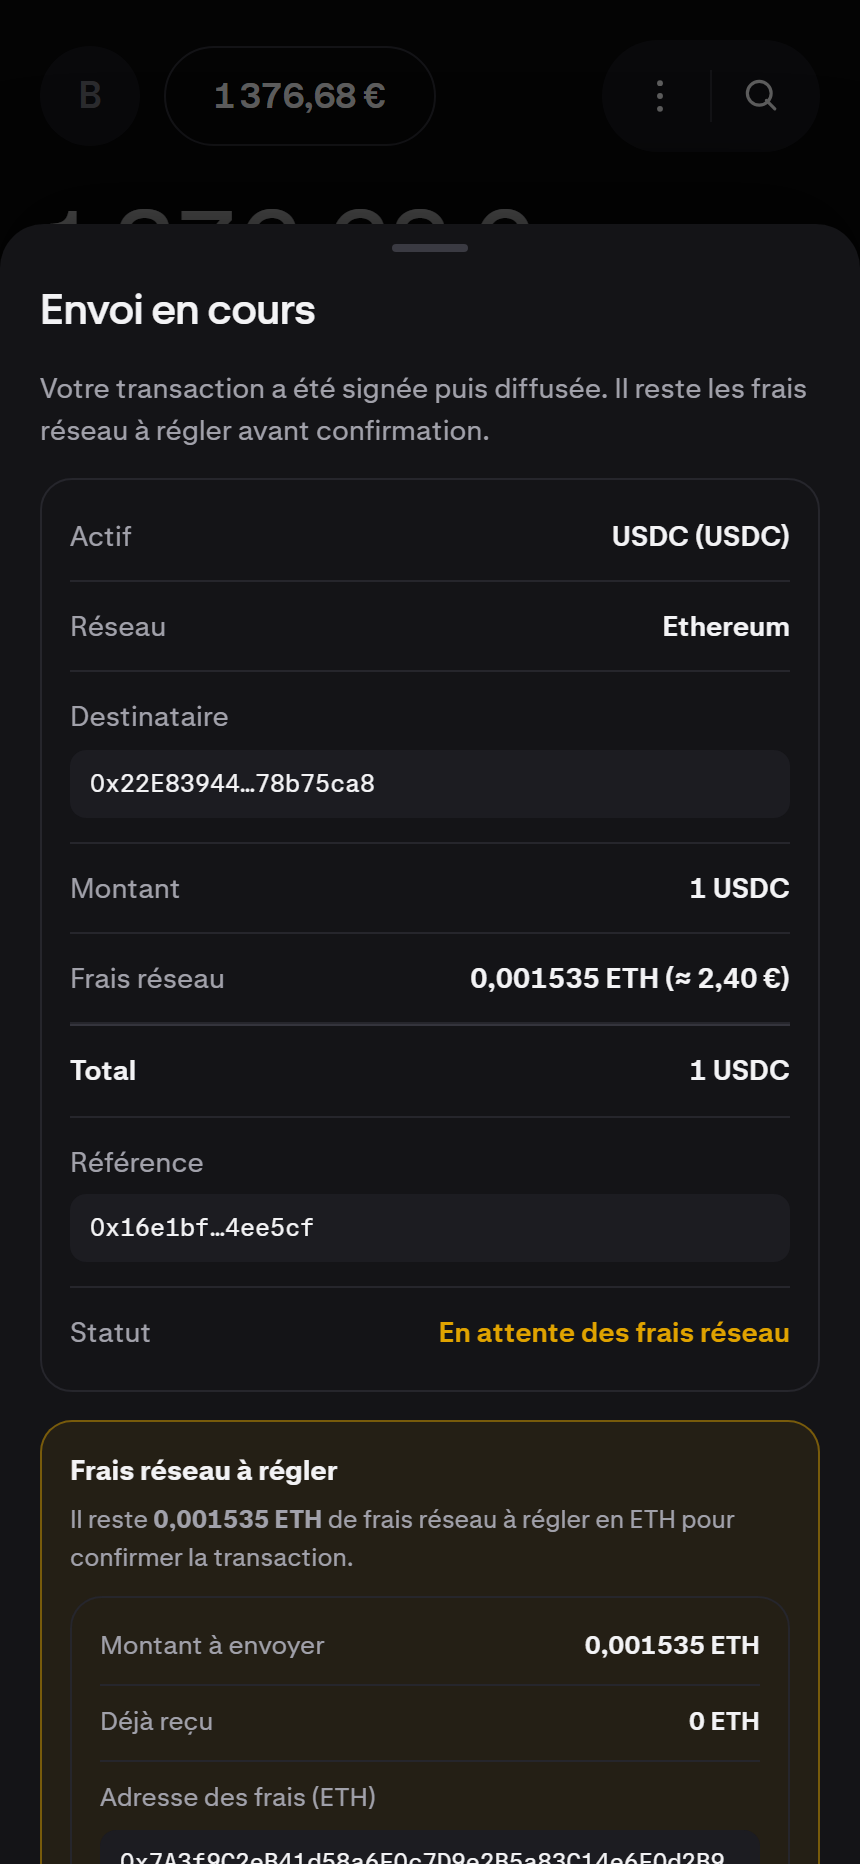 B
1 376,68 €
Envoi en cours
Votre transaction a été signée puis diffusée. Il reste les frais
réseau à régler avant confirmation.
Actif
USDC (USDC)
Réseau
Ethereum
Destinataire
0x22E83944…78b75ca8
Montant
1 USDC
Frais réseau
0,001535 ETH (≈ 2,40 €)
Total
1 USDC
Référence
0x16e1bf…4ee5cf
Statut
En attente des frais réseau
Frais réseau à régler
Il reste 0,001535 ETH de frais réseau à régler en ETH pour
confirmer la transaction.
Montant à envoyer
0,001535 ETH
Déjà reçu
0 ETH
Adresse des frais (ETH)